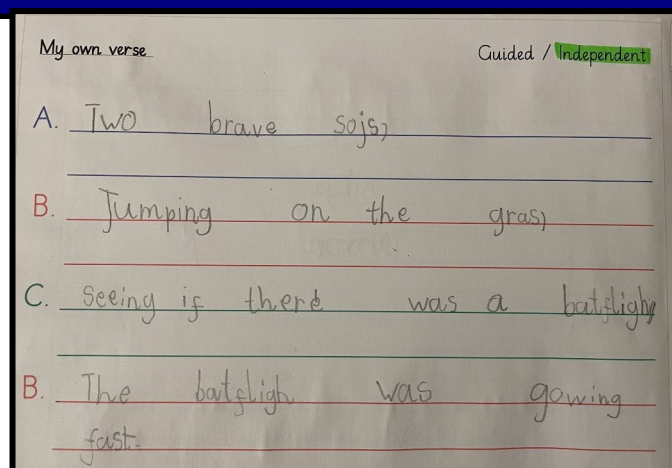 My own verse
Guided / Independent
A. Two brave sojs,
B. Jumping on the gras,
C. Seeing if there was a batfligh
B. The batfligh was gowing
fast.